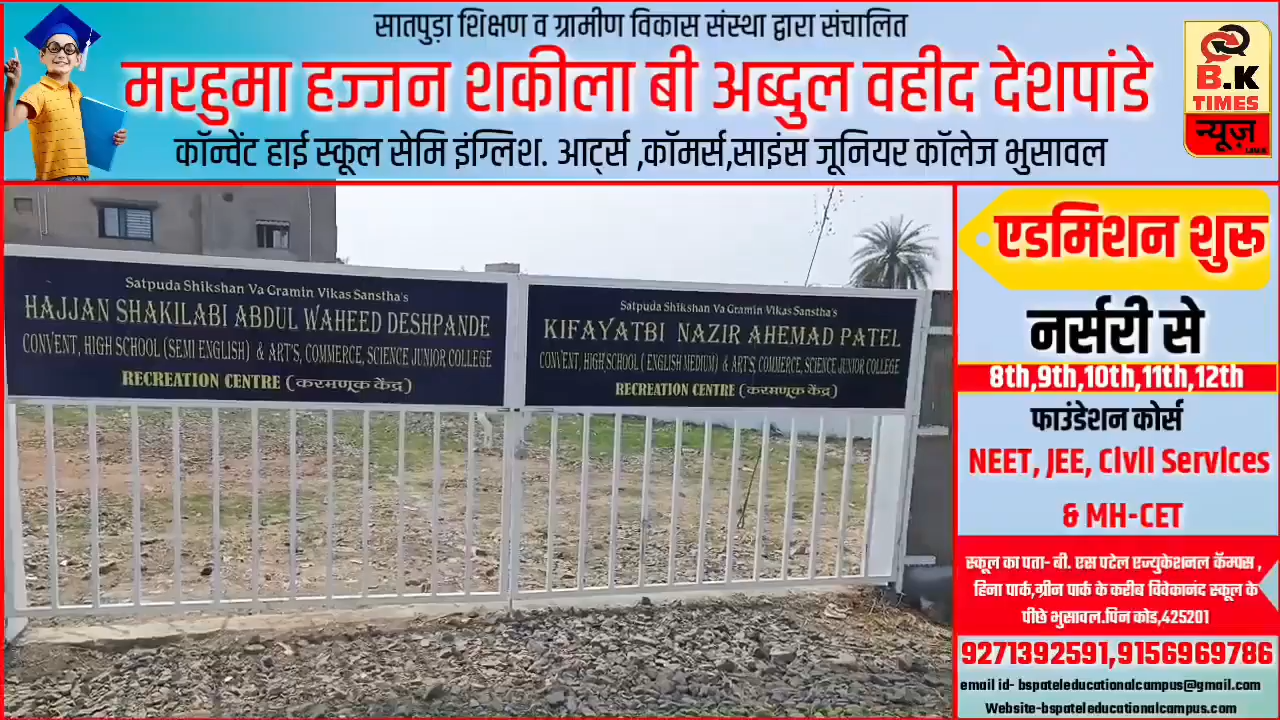 सातपुड़ा शिक्षण व ग्रामीण विकास संस्था द्वारा संचालित
मरहुमा हज्जन शकीला बी अब्दुल वहीद देशपांडे
कॉन्वेंट हाई स्कूल सेमि इंग्लिश. आर्ट्स ,कॉमर्स,साइंस जूनियर कॉलेज भुसावल
B.K
TIMES
न्यूज़
Satpuda Shikshan Va Gramin Vikas Sanstha's
HAJJAN SHAKILABI ABDUL WAHEED DESHPANDE
CONVENT, HIGH SCHOOL (SEMI ENGLISH) & ART'S, COMMERCE, SCIENCE JUNIOR COLLEGE
RECREATION CENTRE (करमणूक केंद्र)
Satpuda Shikshan Va Gramin Vikas Sanstha's
KIFAYATBI NAZIR AHEMAD PATEL
CONVENT, HIGH SCHOOL ( ENGLISH MEDIUM) & ART'S, COMMERCE, SCIENCE JUNIOR COLLEGE
RECREATION CENTRE (करमणूक केंद्र)
एडमिशन शुरू
नर्सरी से
8th,9th,10th,11th,12th
फाउंडेशन कोर्स
NEET, JEE, Civil Services
& MH-CET
स्कूल का पता- बी. एस पटेल एज्युकेशनल कॅम्पस ,
हिना पार्क,ग्रीन पार्क के करीब विवेकानंद स्कूल के
पीछे भुसावल.पिन कोड,425201
9271392591,9156969786
email id- bspateleducationalcampus@gmail.com
Website-bspateleducationalcampus.com